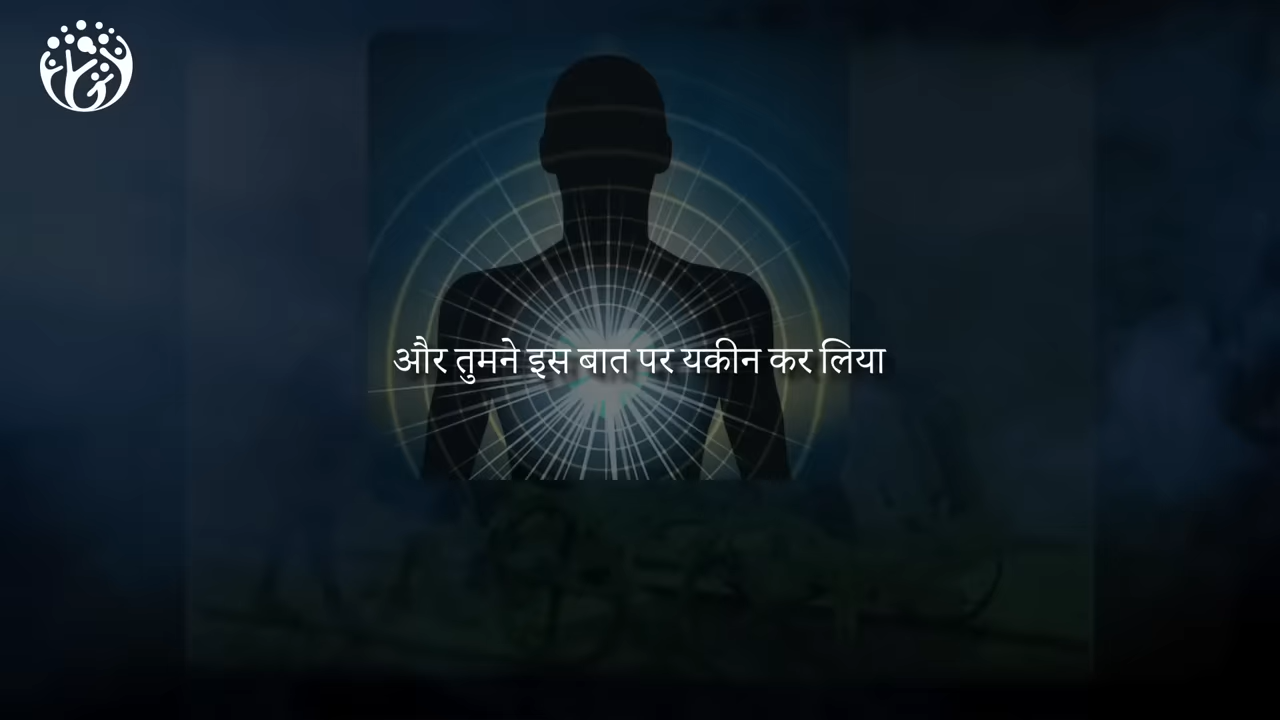 और तुमने इस बात पर यकीन कर लिया